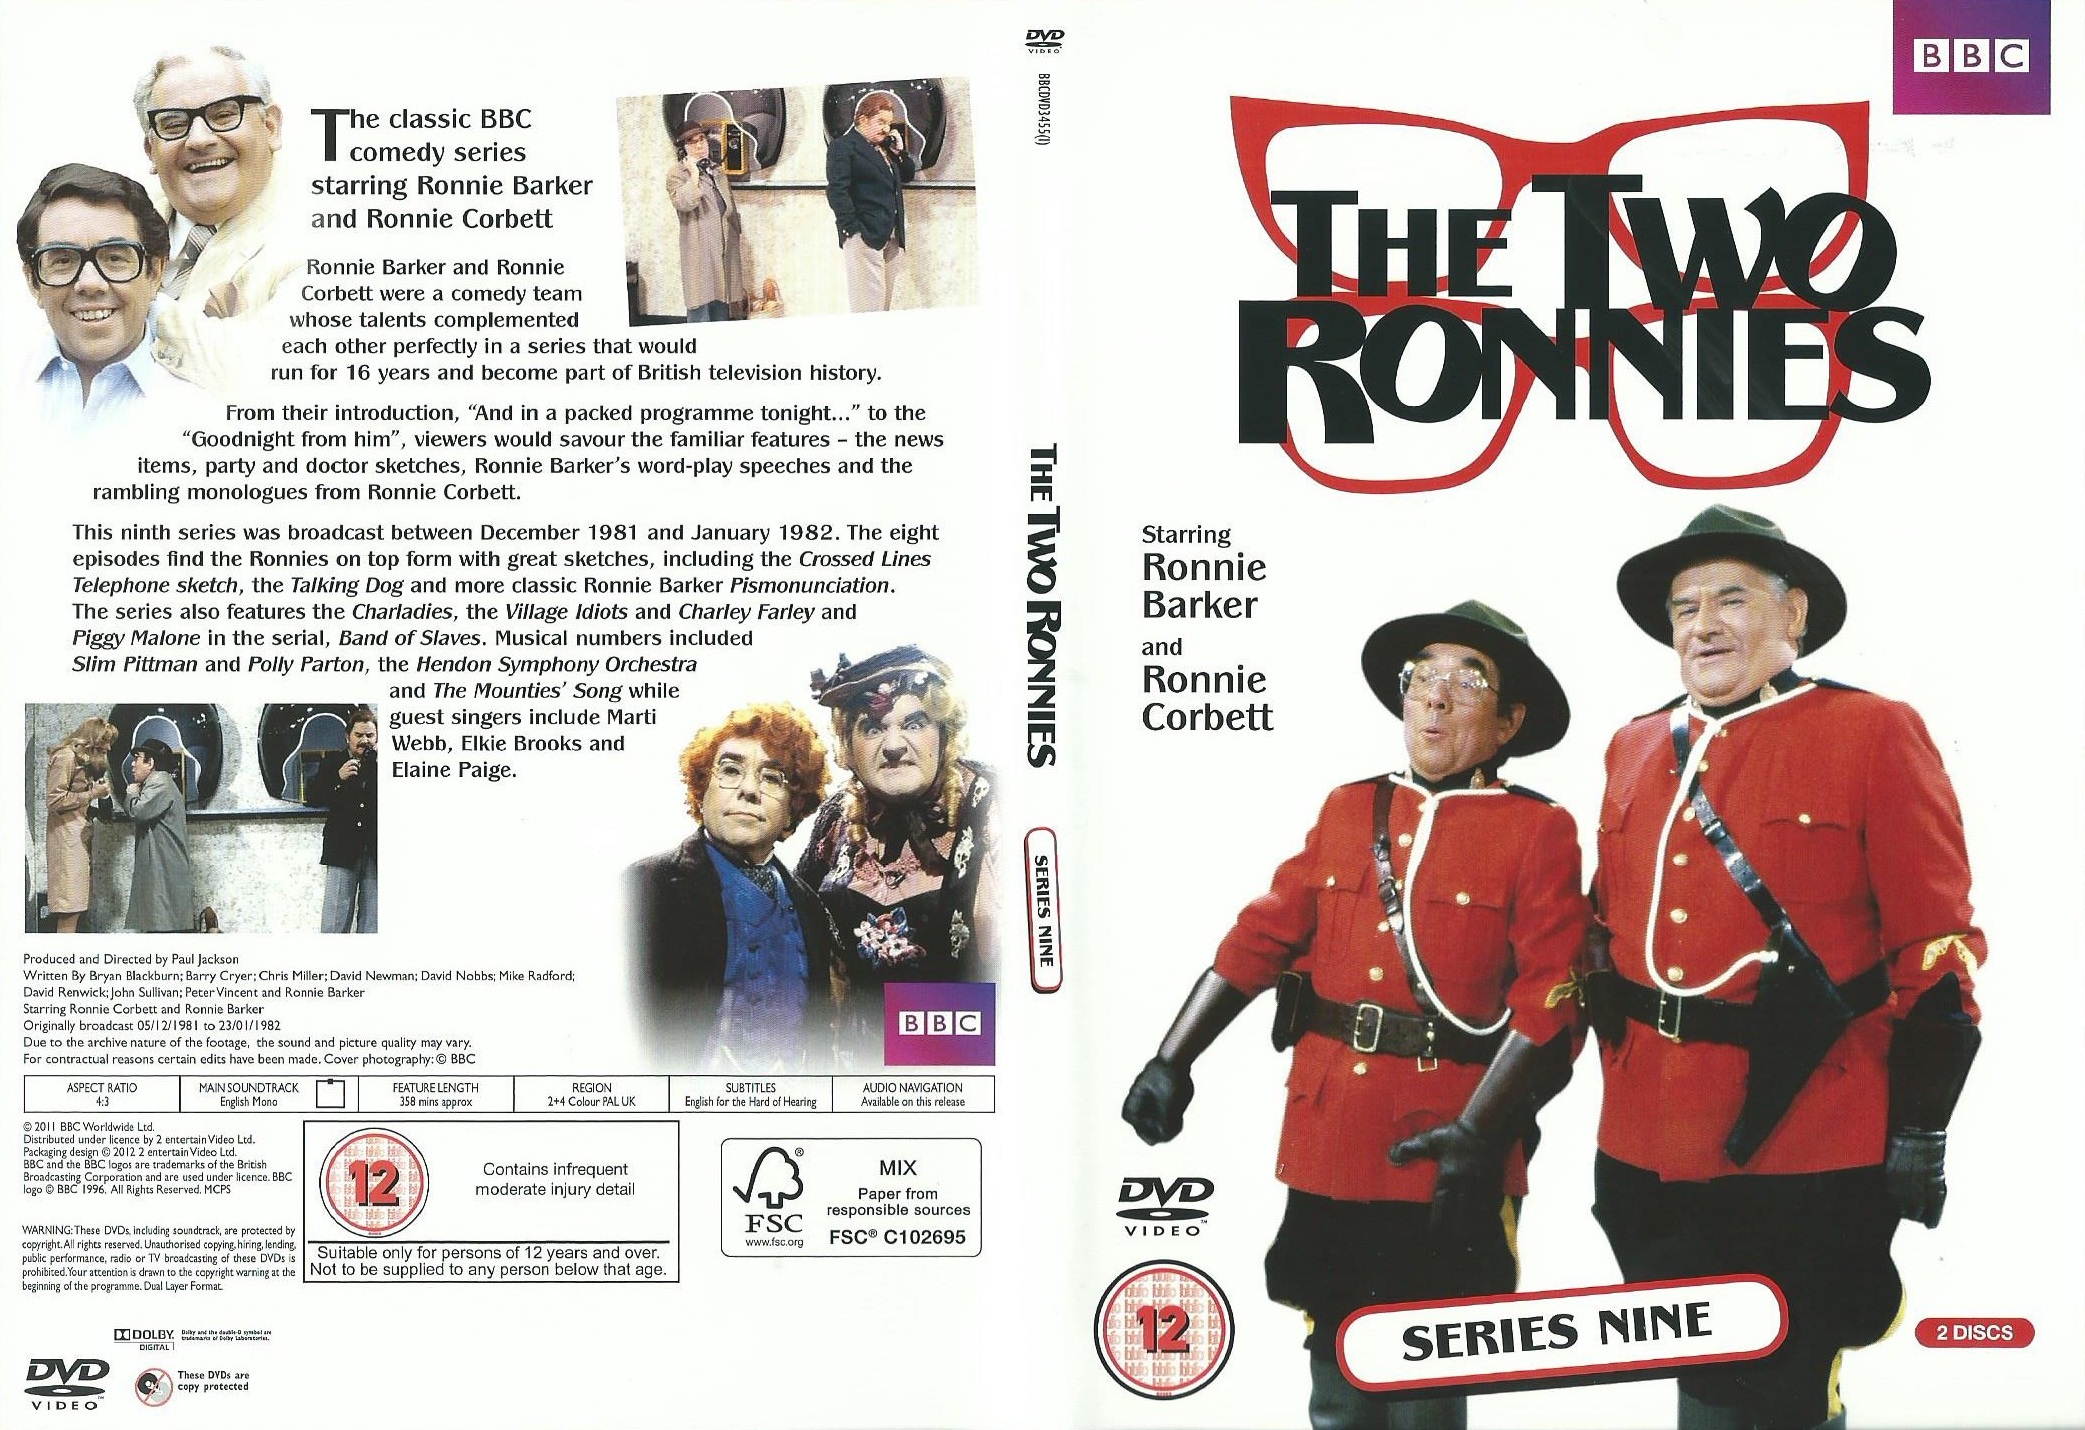 The classic BBC
comedy series
starring Ronnie Barker
and Ronnie Corbett
Ronnie Barker and Ronnie
Corbett were a comedy team
whose talents complemented
each other perfectly in a series that would
run for 16 years and become part of British television history.
From their introduction, “And in a packed programme tonight...” to the
“Goodnight from him”, viewers would savour the familiar features – the news
items, party and doctor sketches, Ronnie Barker’s word-play speeches and the
rambling monologues from Ronnie Corbett.
This ninth series was broadcast between December 1981 and January 1982. The eight
episodes find the Ronnies on top form with great sketches, including the Crossed Lines
Telephone sketch, the Talking Dog and more classic Ronnie Barker Pismonunciation.
The series also features the Charladies, the Village Idiots and Charley Farley and
Piggy Malone in the serial, Band of Slaves. Musical numbers included
Slim Pittman and Polly Parton, the Hendon Symphony Orchestra
and The Mounties’ Song while
guest singers include Marti
Webb, Elkie Brooks and
Elaine Paige.
Produced and Directed by Paul Jackson
Written By Bryan Blackburn; Barry Cryer; Chris Miller; David Newman; David Nobbs; Mike Radford;
David Renwick; John Sullivan; Peter Vincent and Ronnie Barker
Starring Ronnie Corbett and Ronnie Barker
Originally broadcast 05/12/1981 to 23/01/1982
Due to the archive nature of the footage, the sound and picture quality may vary.
For contractual reasons certain edits have been made. Cover photography: © BBC
BBC
ASPECT RATIO
4:3
MAIN SOUNDTRACK
English Mono
FEATURE LENGTH
358 mins approx
REGION
2+4 Colour PAL UK
SUBTITLES
English for the Hard of Hearing
AUDIO NAVIGATION
Available on this release
© 2011 BBC Worldwide Ltd.
Distributed under licence by 2 entertain Video Ltd.
Packaging design © 2012 2 entertain Video Ltd.
BBC and the BBC logos are trademarks of the British
Broadcasting Corporation and are used under licence. BBC
logo © BBC 1996. All Rights Reserved. MCPS
WARNING: These DVDs, including soundtrack, are protected by
copyright. All rights reserved. Unauthorised copying, hiring, lending,
public performance, radio or TV broadcasting of these DVDs is
prohibited. Your attention is drawn to the copyright warning at the
beginning of the programme. Dual Layer Format.
12
Contains infrequent
moderate injury detail
Suitable only for persons of 12 years and over.
Not to be supplied to any person below that age.
FSC
www.fsc.org
MIX
Paper from
responsible sources
FSC® C102695
DOLBY
DIGITAL
Dolby and the double-D symbol are
trademarks of Dolby Laboratories.
DVD
VIDEO
These DVDs are
copy protected
DVD
VIDEO
BBCDVD3455(I)
THE TWO RONNIES
SERIES NINE
BBC
THE TWO
RONNIES
Starring
Ronnie
Barker
and
Ronnie
Corbett
DVD
VIDEO
12
SERIES NINE
2 DISCS